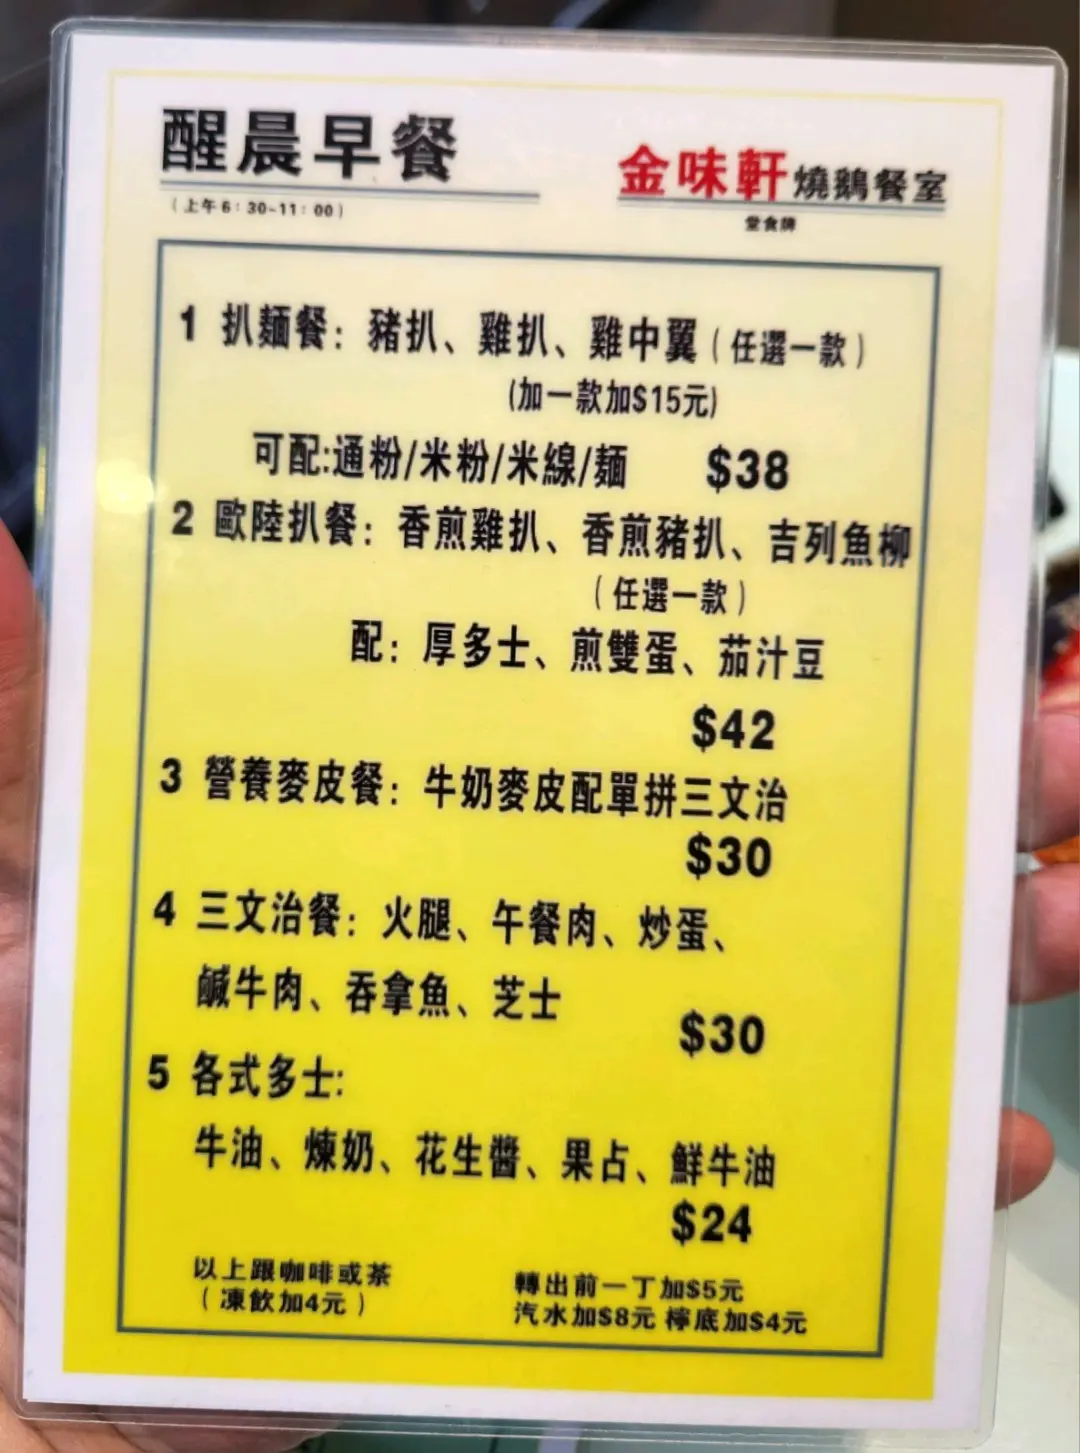 醒晨早餐
（上午6：30-11：00）
金味軒燒鵝餐室
堂食牌
1 扒麵餐：豬扒、雞扒、雞中翼（任選一款）
(加一款加$15元)
可配:通粉/米粉/米線/麵 $38
2 歐陸扒餐：香煎雞扒、香煎豬扒、吉列魚柳
（任選一款）
配：厚多士、煎雙蛋、茄汁豆
$42
3 營養麥皮餐：牛奶麥皮配單拼三文治
$30
4 三文治餐：火腿、午餐肉、炒蛋、
鹹牛肉、吞拿魚、芝士
$30
5 各式多士:
牛油、煉奶、花生醬、果占、鮮牛油
$24
以上跟咖啡或茶
（凍飲加4元）
轉出前一丁加$5元
汽水加$8元 檸底加$4元